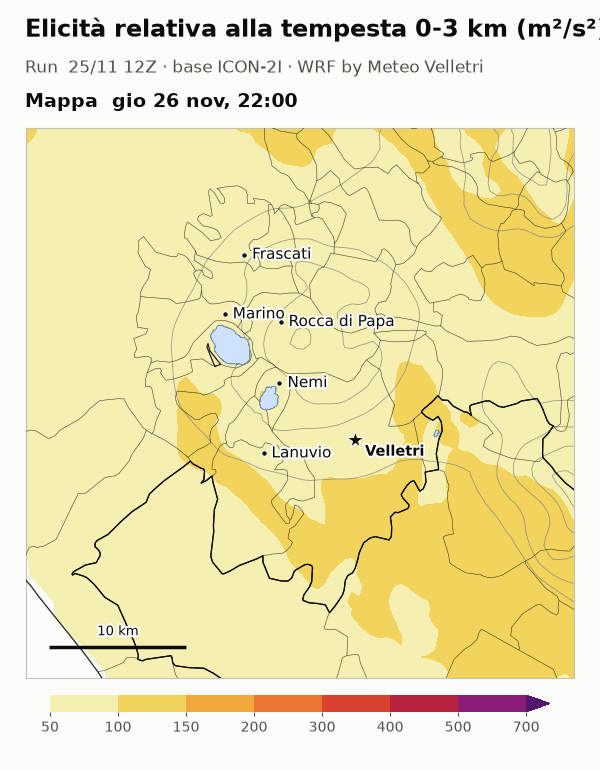 Elicità relativa alla tempesta 0-3 km (m²/s²)
Run  25/11 12Z · base ICON-2I · WRF by Meteo Velletri
Mappa  gio 26 nov, 22:00
Frascati
Marino
Rocca di Papa
Nemi
Velletri
Lanuvio
10 km
50 100 150 200 300 400 500 700